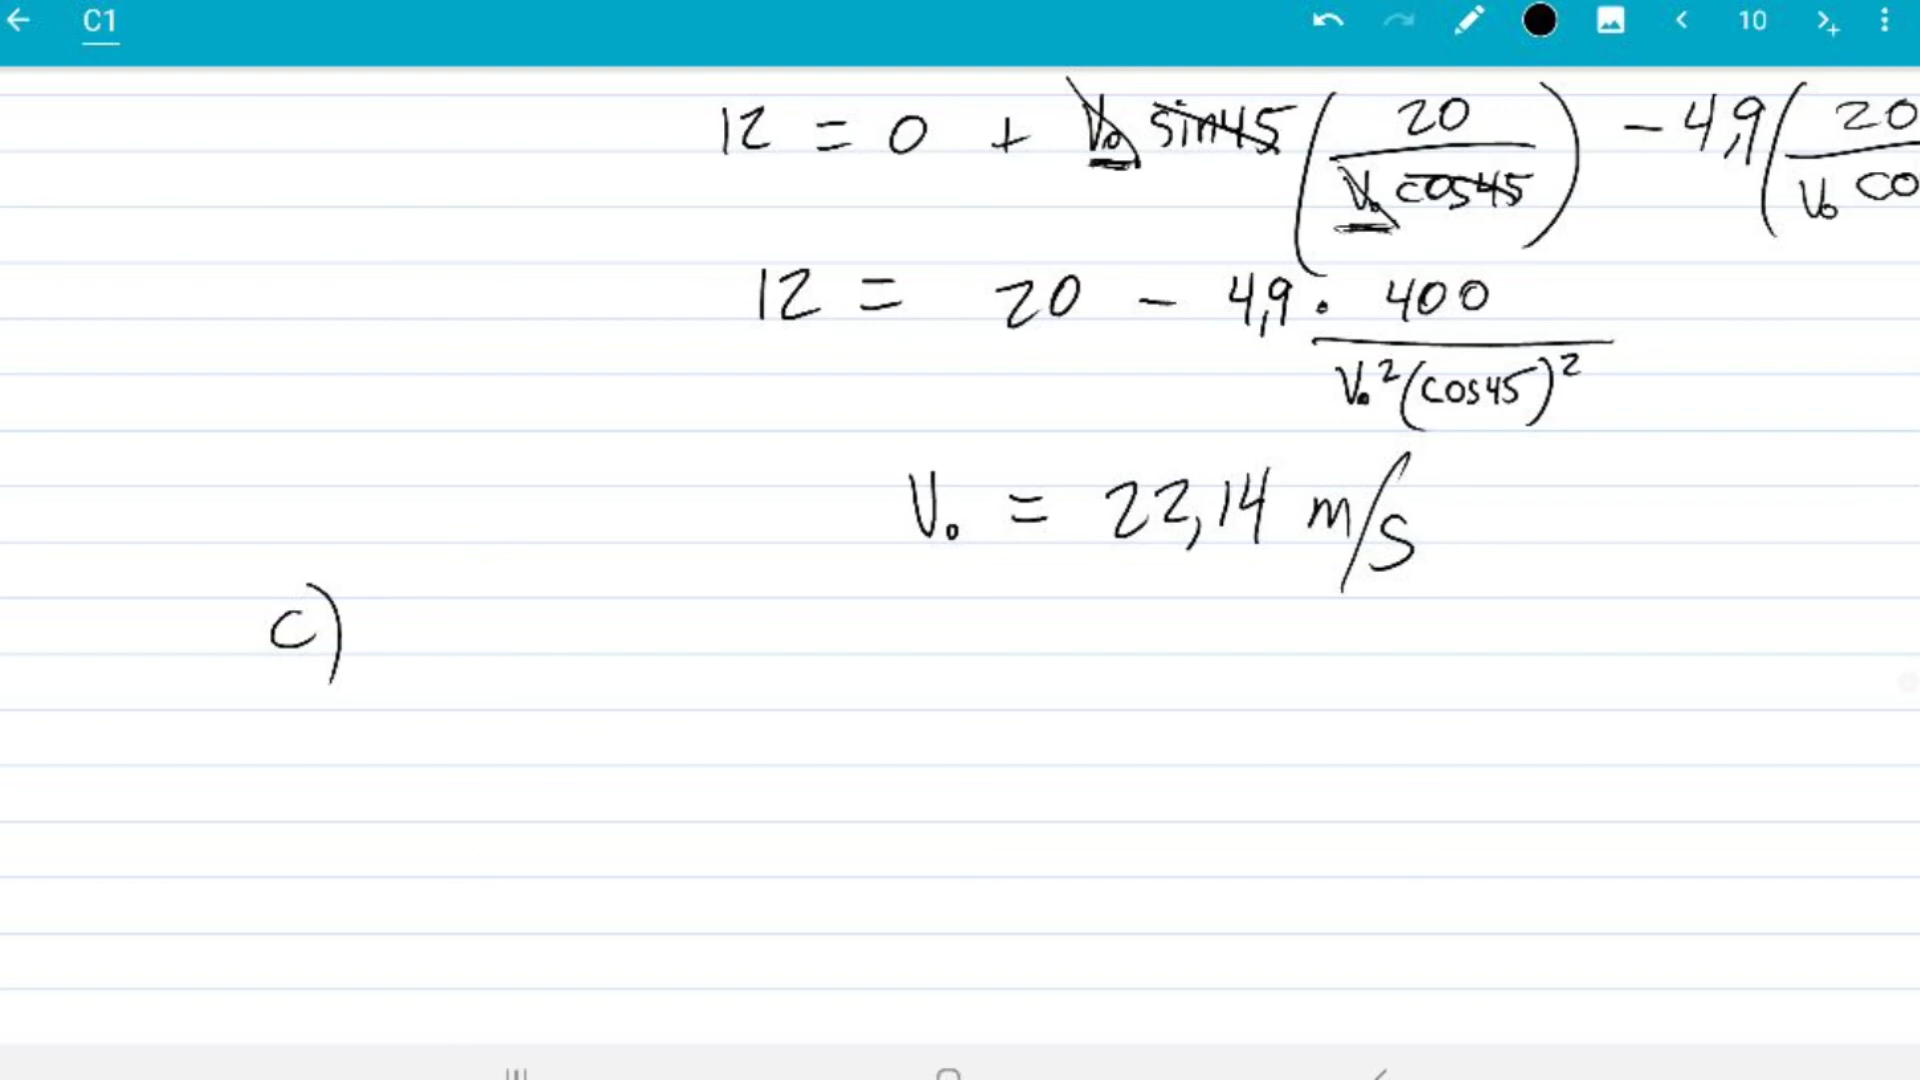 C1 10
12 = 0 + V₀ sin45 (20 / V₀ cos45) - 4,9 (20 / V₀ co
12 = 20 - 4,9 · 400 / V₀²(cos45)²
V₀ = 22,14 m/s
c)